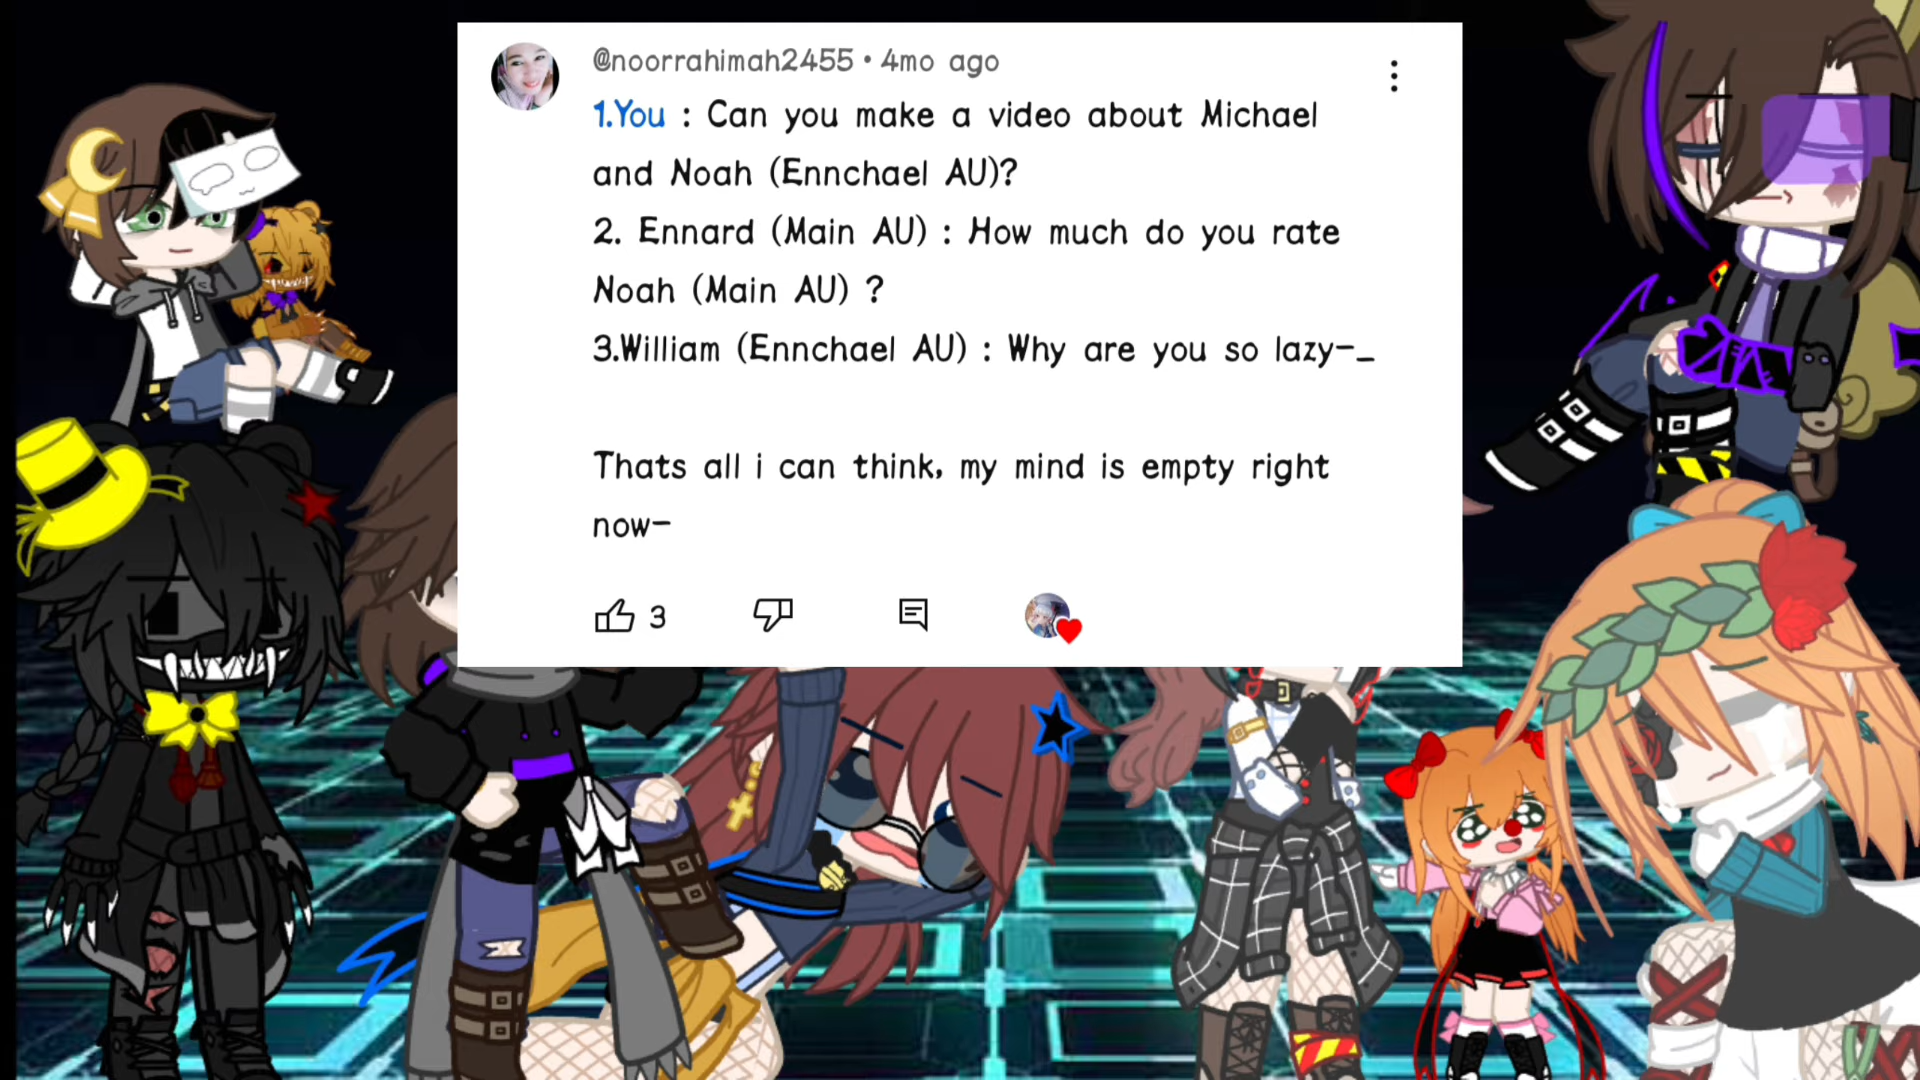 @noorrahimah2455 • 4mo ago
1.You : Can you make a video about Michael
and Noah (Ennchael AU)?
2. Ennard (Main AU) : How much do you rate
Noah (Main AU) ?
3.William (Ennchael AU) : Why are you so lazy-_
Thats all i can think, my mind is empty right
now-
3